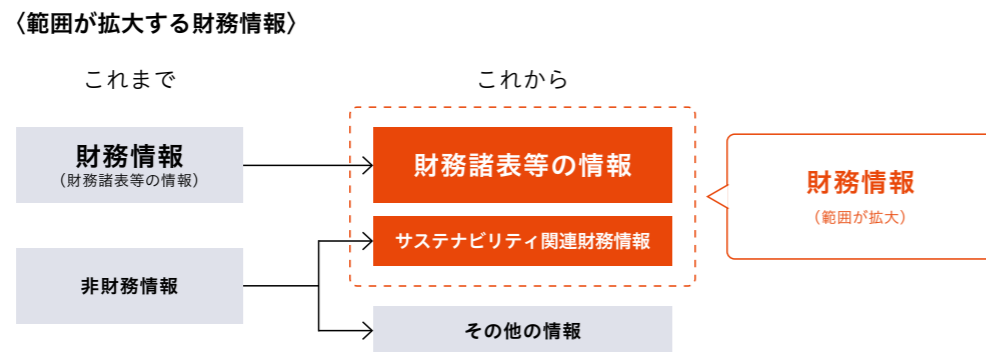 〈範囲が拡大する財務情報〉
これまで
これから
財務情報
(財務諸表等の情報)
財務諸表等の情報
サステナビリティ関連財務情報
財務情報
(範囲が拡大)
非財務情報
その他の情報